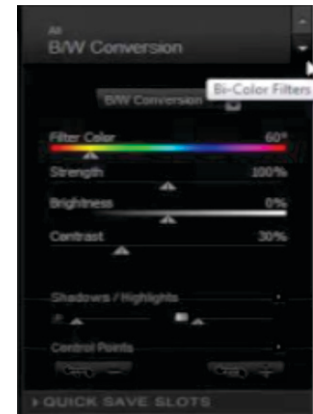 All
B/W Conversion
Bi-Color Filters
B/W Conversion
Filter Color 60°
Strength 100%
Brightness 0%
Contrast 30%
Shadows / Highlights
Control Points
QUICK SAVE SLOTS